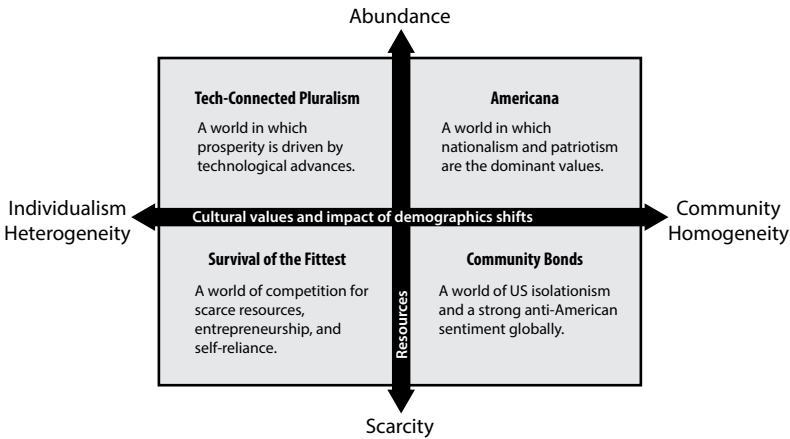 Abundance
Tech-Connected Pluralism
A world in which
prosperity is driven by
technological advances.
Americana
A world in which
nationalism and patriotism
are the dominant values.
Individualism
Heterogeneity
Cultural values and impact of demographics shifts
Community
Homogeneity
Survival of the Fittest
A world of competition for
scarce resources,
entrepreneurship, and
self-reliance.
Resources
Community Bonds
A world of US isolationism
and a strong anti-American
sentiment globally.
Scarcity